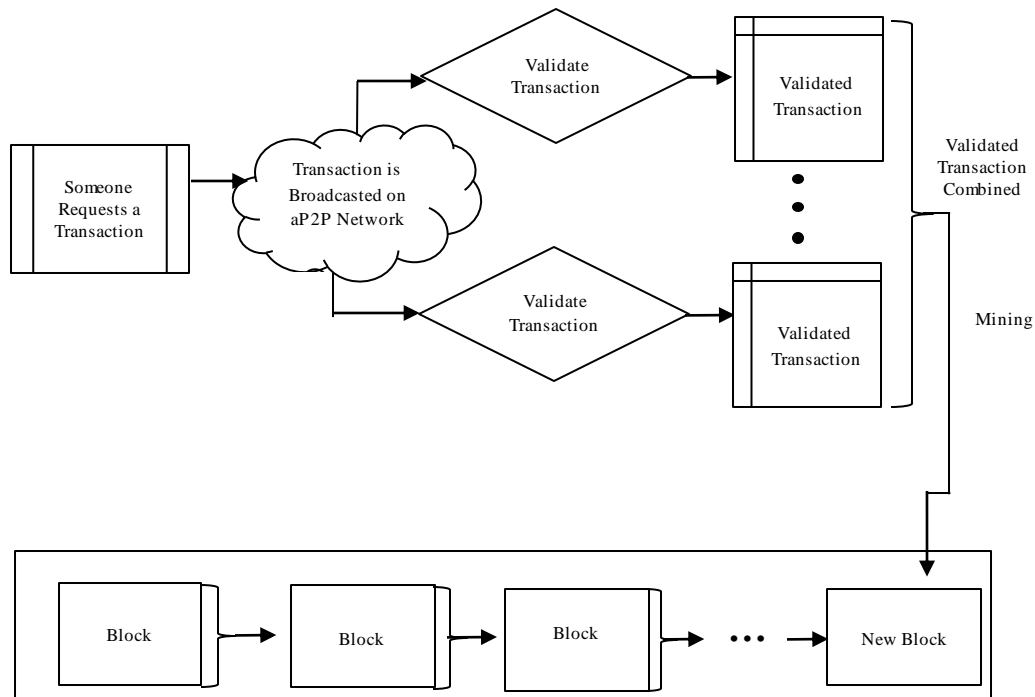 Validate
Transaction
Validated
Transaction
Validated
Transaction
Combined
Someone
Requests a
Transaction
Transaction is
Broadcasted on
aP2P Network
Validate
Transaction
Validated
Transaction
Mining
Block
Block
Block
New Block